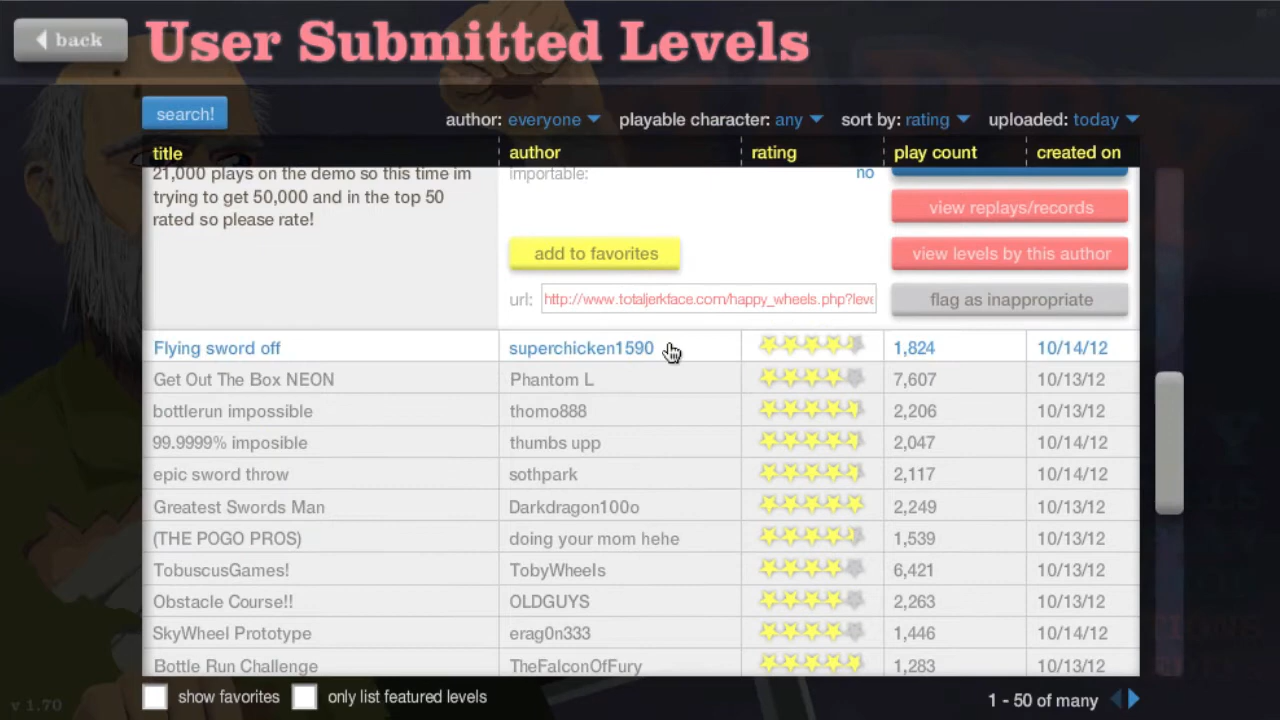 back
User Submitted Levels
search!
author: everyone playable character: any sort by: rating uploaded: today
title author rating play count created on
21,000 plays on the demo so this time im
trying to get 50,000 and in the top 50
rated so please rate!
importable: no
view replays/records
add to favorites
view levels by this author
url: http://www.totaljerkface.com/happy_wheels.php?leve
flag as inappropriate
Flying sword off superchicken1590 1,824 10/14/12
Get Out The Box NEON Phantom L 7,607 10/13/12
bottlerun impossible thomo888 2,206 10/13/12
99.9999% imposible thumbs upp 2,047 10/14/12
epic sword throw sothpark 2,117 10/14/12
Greatest Swords Man Darkdragon100o 2,249 10/13/12
(THE POGO PROS) doing your mom hehe 1,539 10/13/12
TobuscusGames! TobyWheels 6,421 10/13/12
Obstacle Course!! OLDGUYS 2,263 10/13/12
SkyWheel Prototype erag0n333 1,446 10/14/12
Bottle Run Challenge TheFalconOfFury 1,283 10/13/12
show favorites only list featured levels
1 - 50 of many
v 1.70